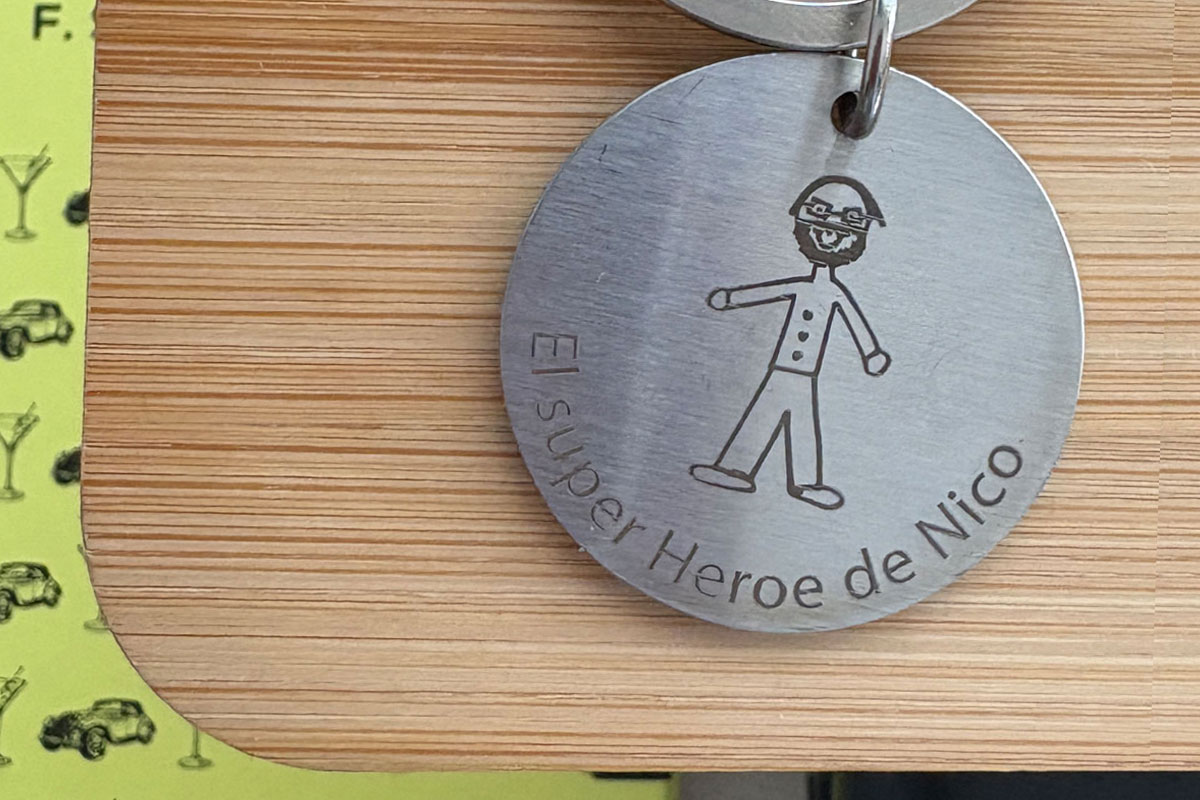 F.
El super Heroe de Nico